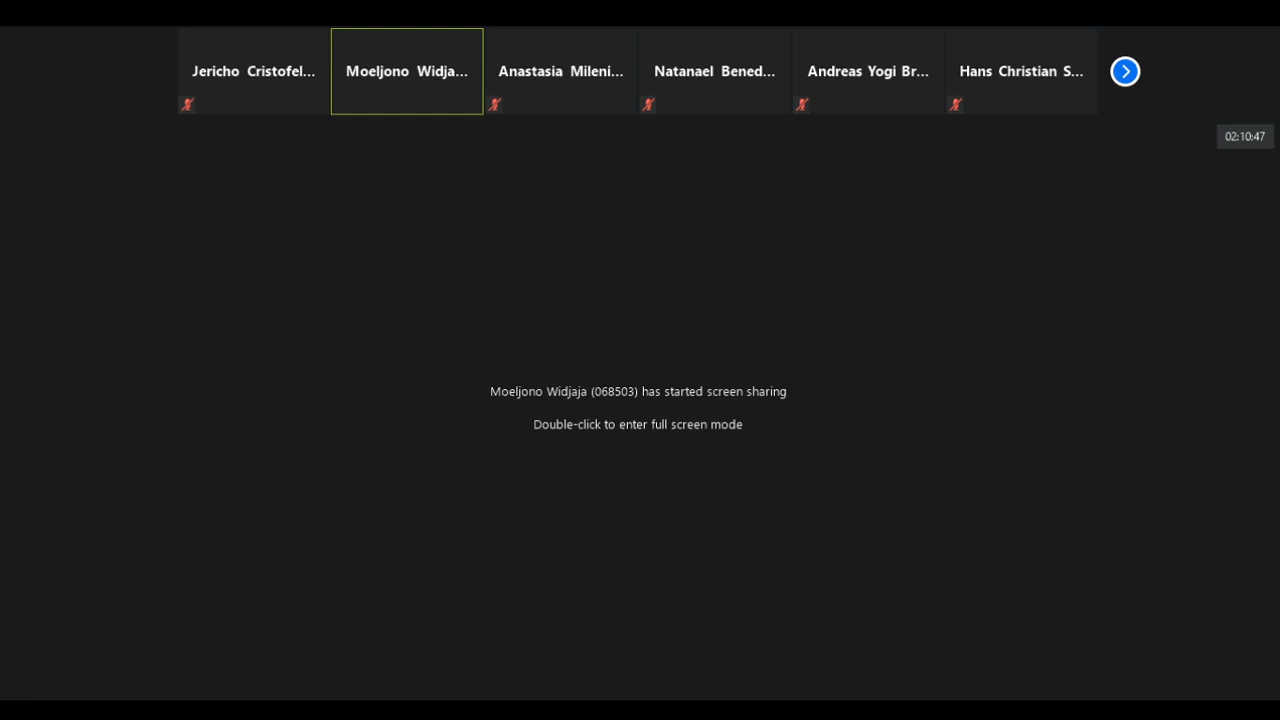 Jericho Cristofel...
Moeljono Widja...
Anastasia Mileni...
Natanael Bened...
Andreas Yogi Br...
Hans Christian S...
02:10:47
Moeljono Widjaja (068503) has started screen sharing
Double-click to enter full screen mode